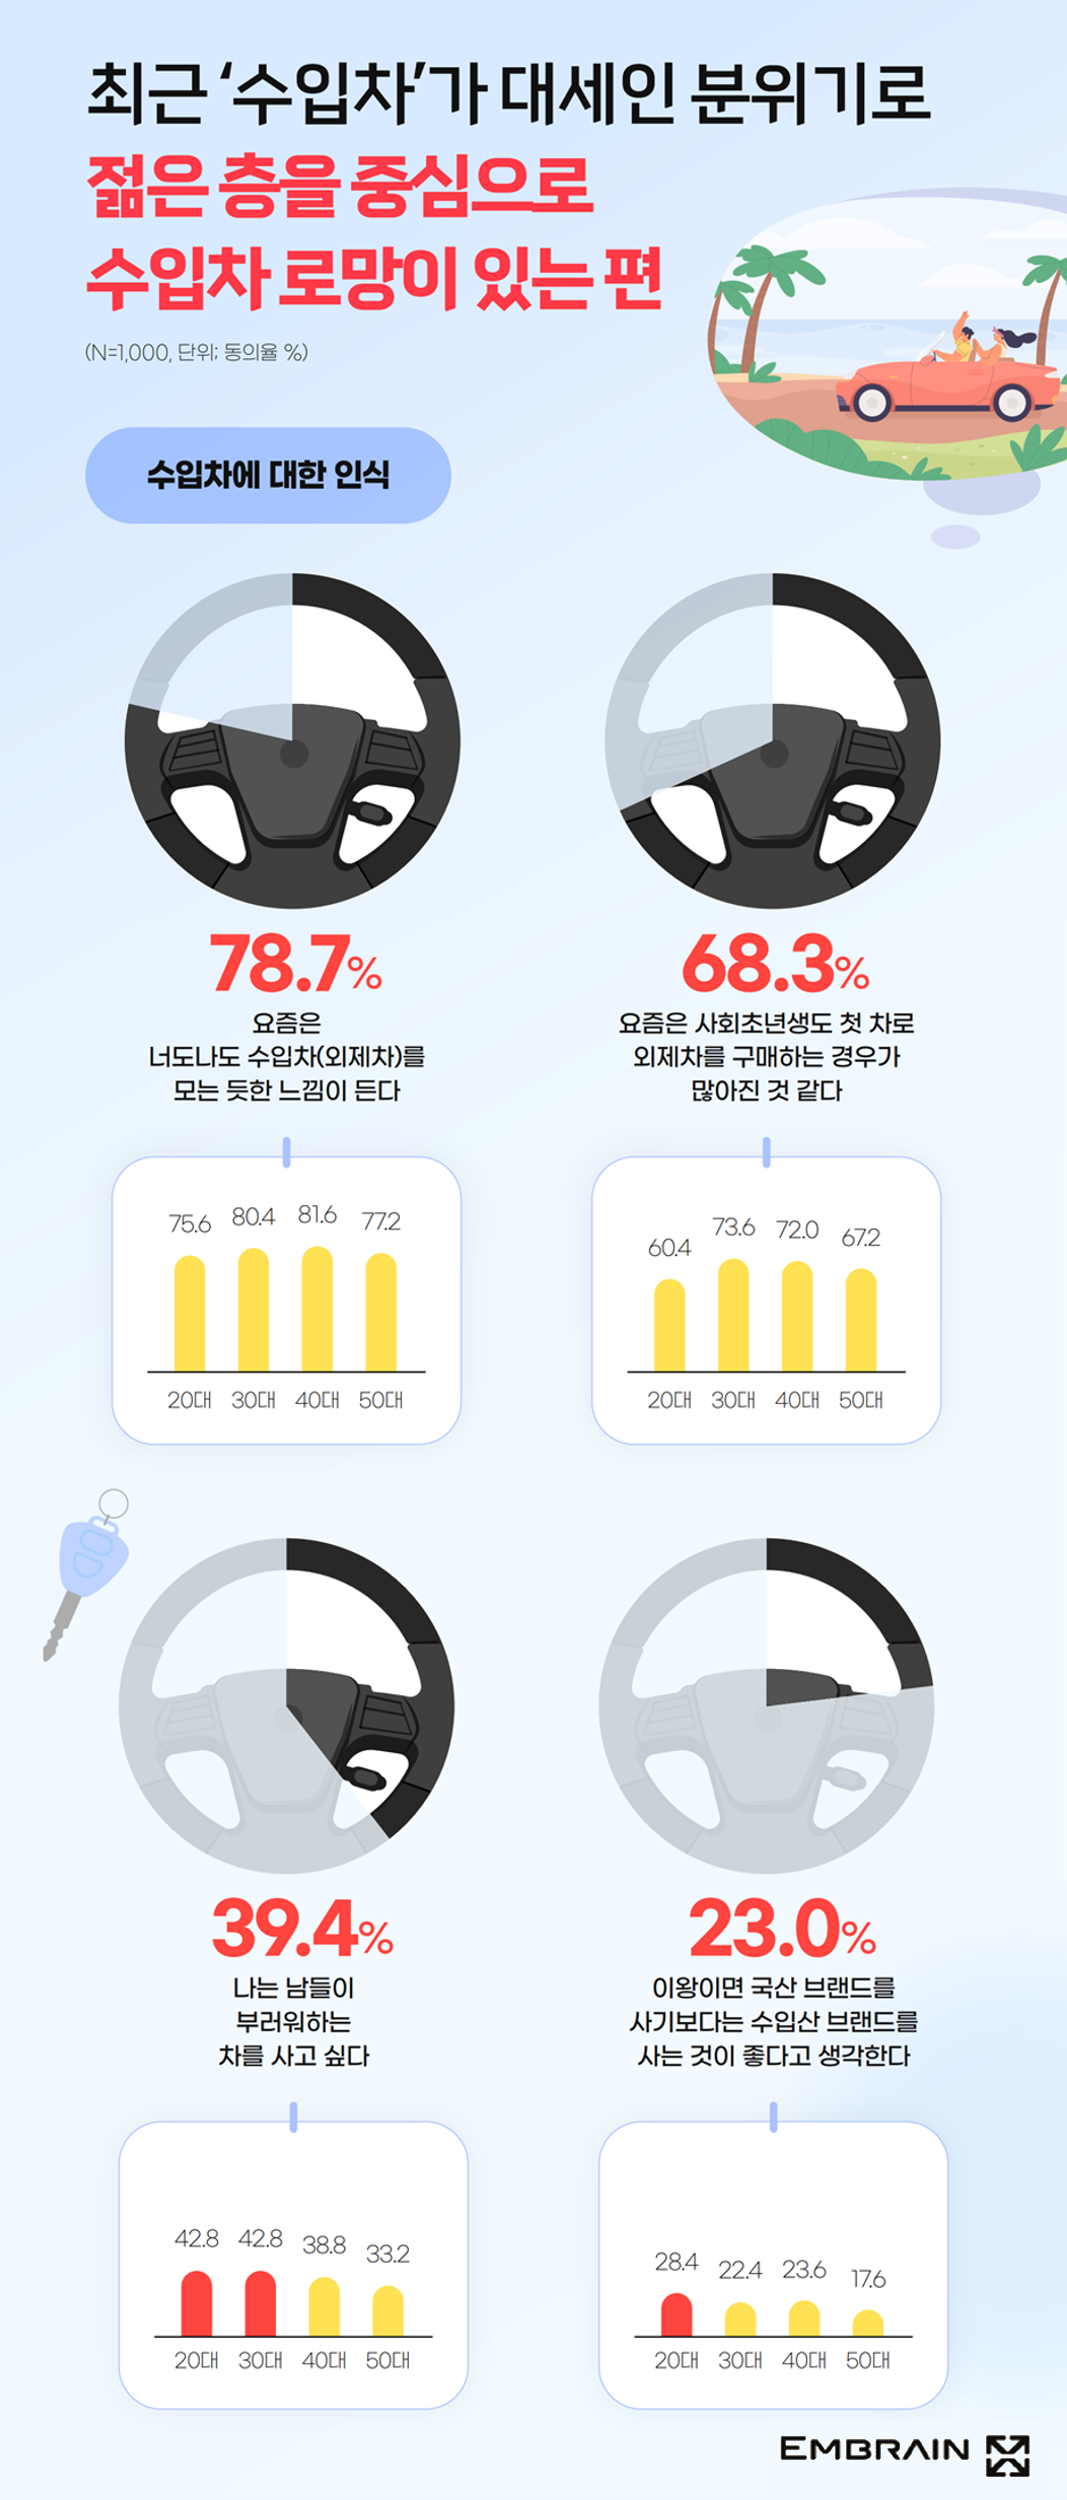 최근 ‘수입차’가 대세인 분위기로
젊은 층을 중심으로
수입차 로망이 있는 편
(N=1,000, 단위; 동의율 %)
수입차에 대한 인식
78.7%
요즘은
너도나도 수입차(외제차)를
모는 듯한 느낌이 든다
75.6 80.4 81.6 77.2
20대 30대 40대 50대
68.3%
요즘은 사회초년생도 첫 차로
외제차를 구매하는 경우가
많아진 것 같다
60.4 73.6 72.0 67.2
20대 30대 40대 50대
39.4%
나는 남들이
부러워하는
차를 사고 싶다
42.8 42.8 38.8 33.2
20대 30대 40대 50대
23.0%
이왕이면 국산 브랜드를
사기보다는 수입산 브랜드를
사는 것이 좋다고 생각한다
28.4 22.4 23.6 17.6
20대 30대 40대 50대
EMBRAIN